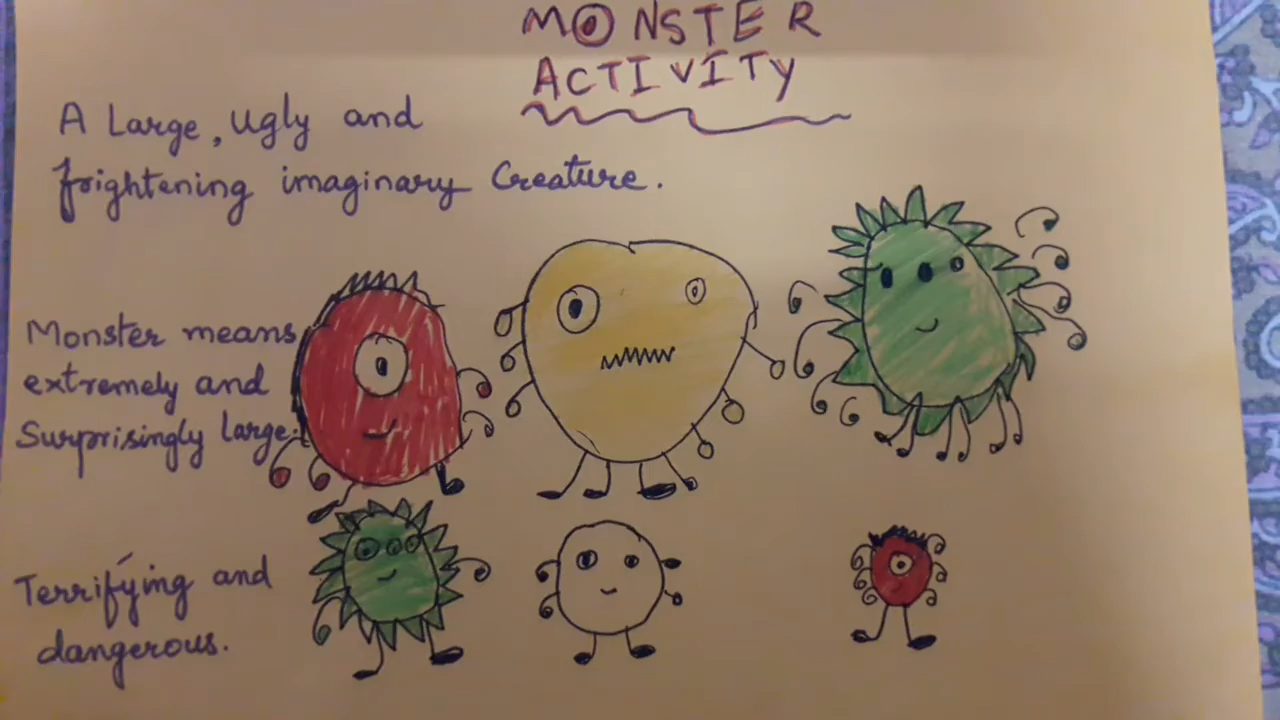 MONSTER
ACTIVITY
A Large, Ugly and
frightening imaginary Creature.
Monster means
extremely and
Surprisingly large.
Terrifying and
dangerous.